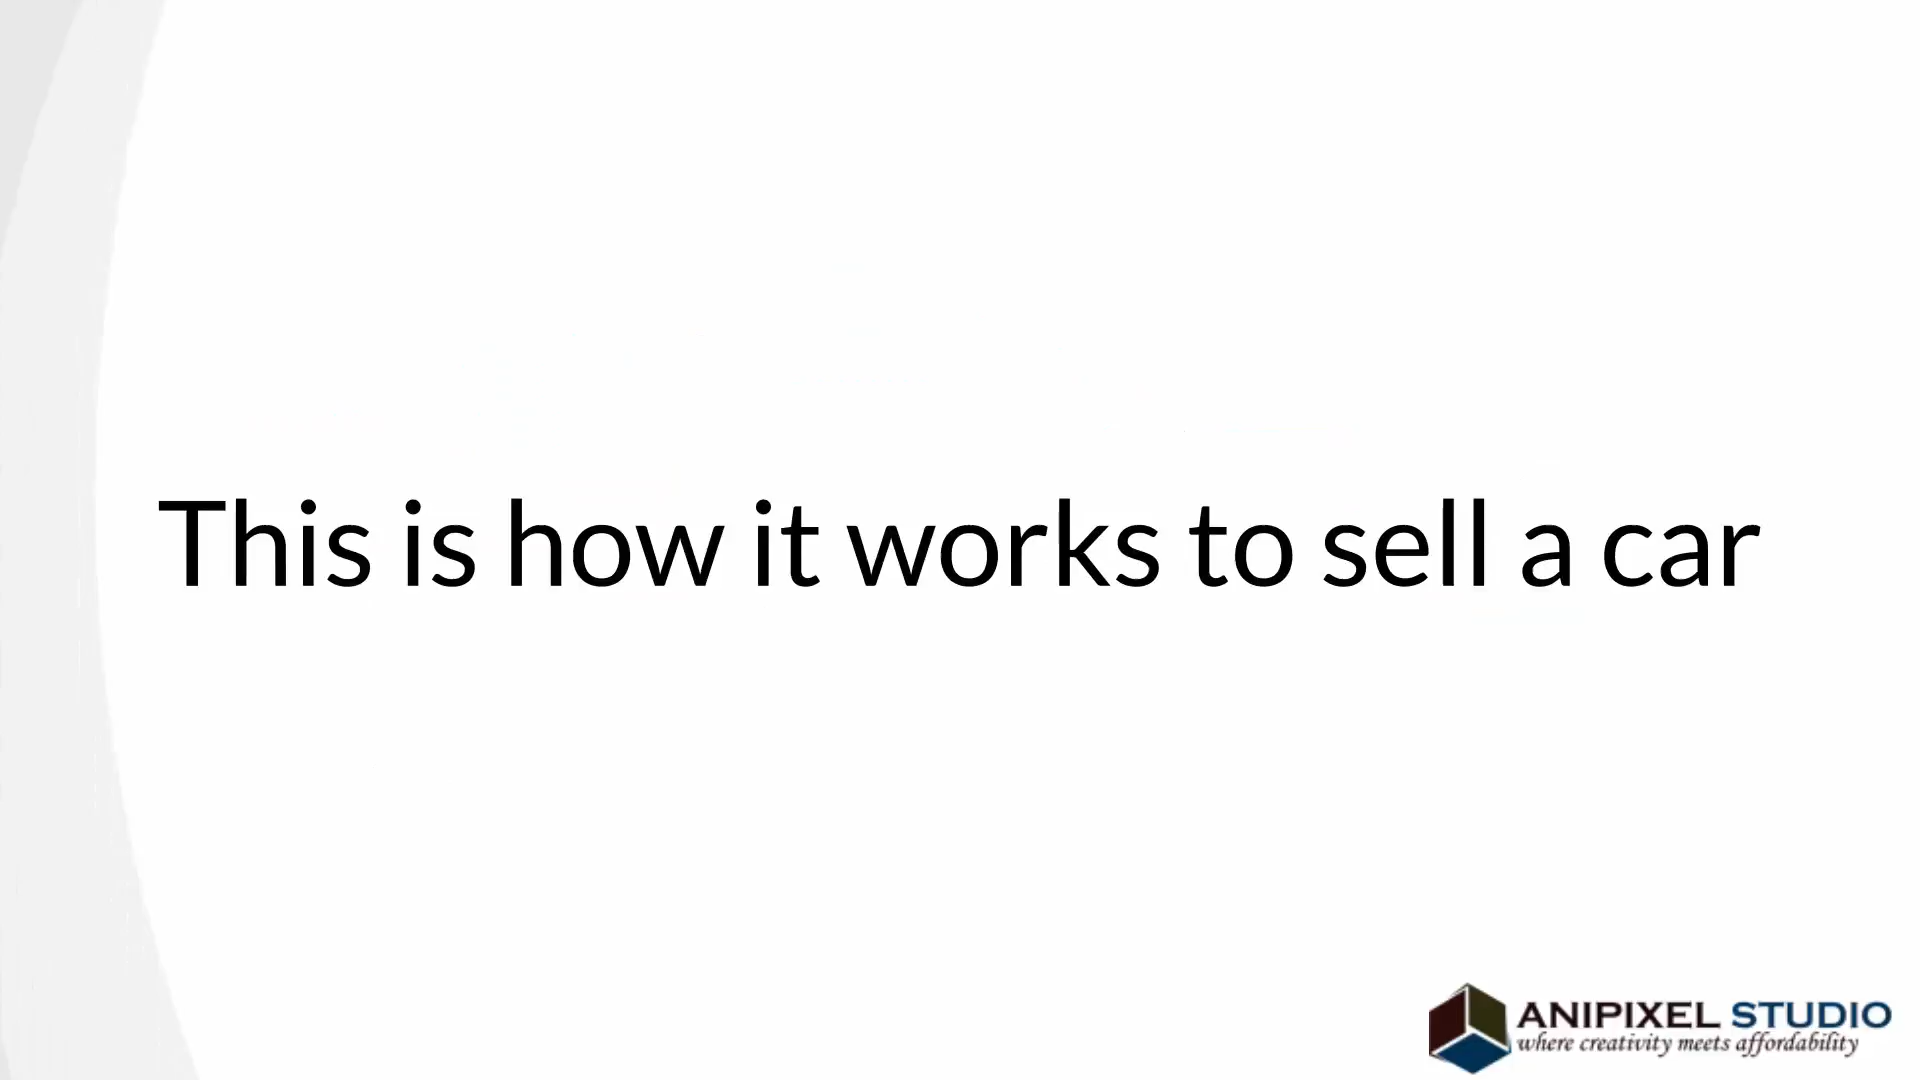 This is how it works to sell a car
ANIPIXEL STUDIO
where creativity meets affordability